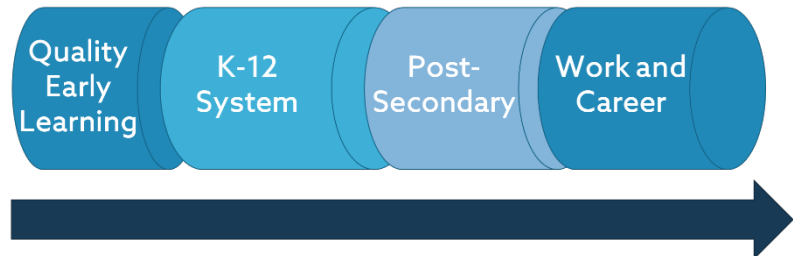 Quality
Early
Learning
K-12
System
Post-
Secondary
Work and
Career